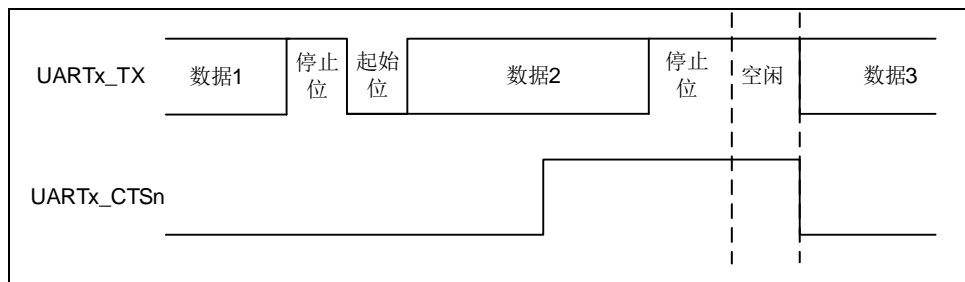 UARTx_TX
数据1
停止
位
起始
位
数据2
停止
位
空闲
数据3
UARTx_CTSn